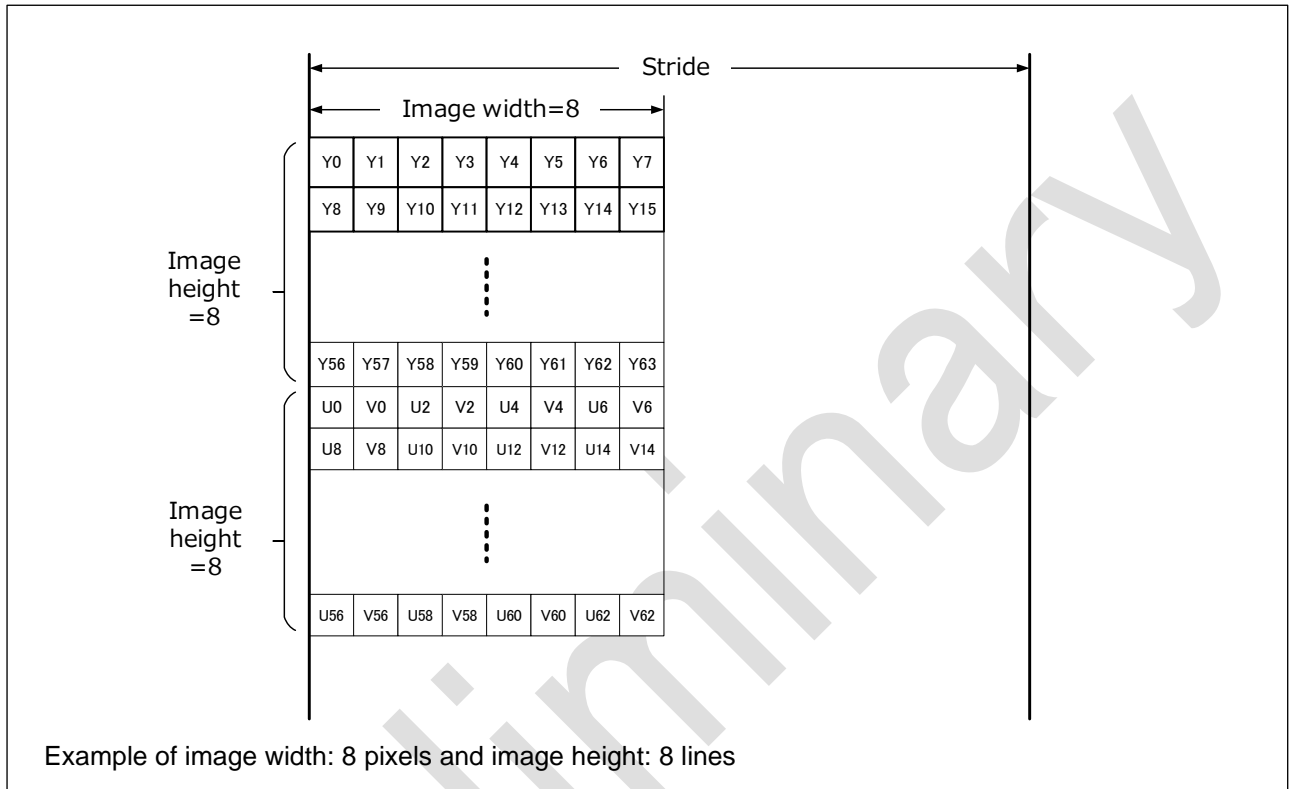 Stride
Image width=8
Y0 Y1 Y2 Y3 Y4 Y5 Y6 Y7
Y8 Y9 Y10 Y11 Y12 Y13 Y14 Y15
Image
height
=8
Y56 Y57 Y58 Y59 Y60 Y61 Y62 Y63
U0 V0 U2 V2 U4 V4 U6 V6
U8 V8 U10 V10 U12 V12 U14 V14
Image
height
=8
U56 V56 U58 V58 U60 V60 U62 V62
Example of image width: 8 pixels and image height: 8 lines
liminary